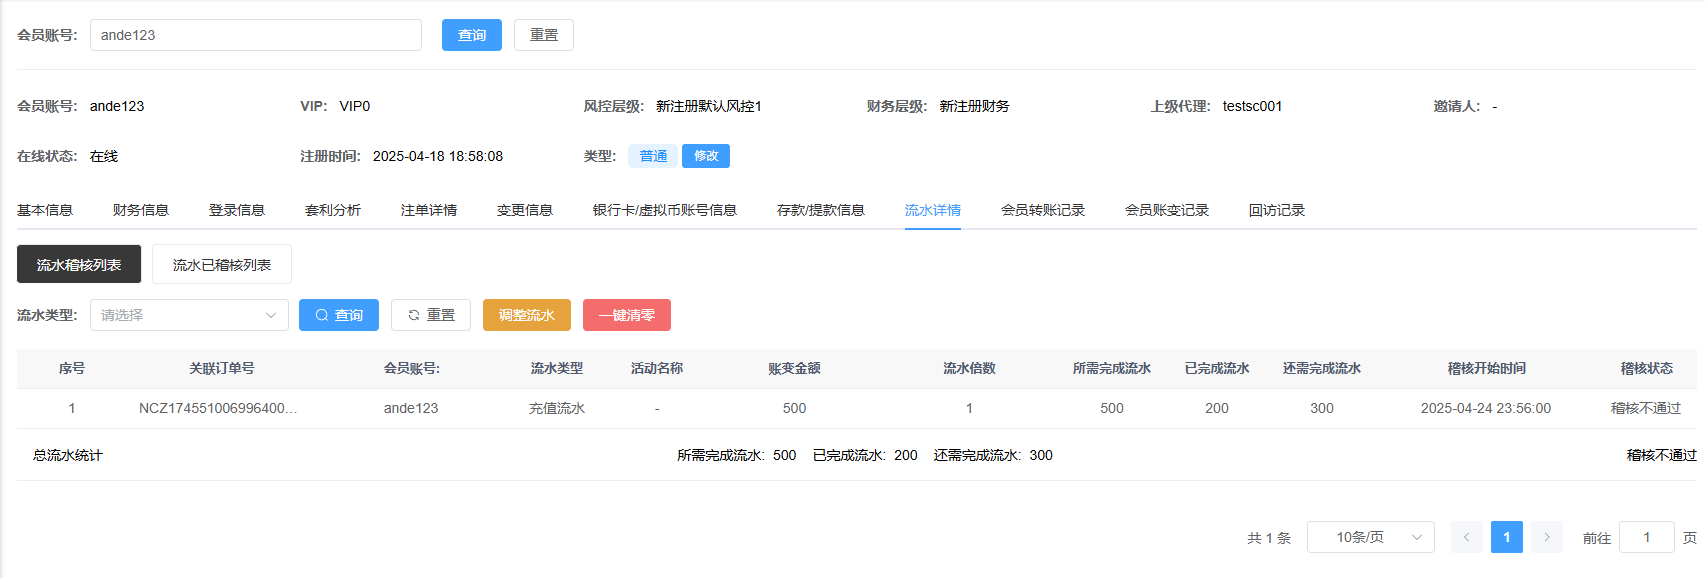 会员账号: ande123 查询 重置
会员账号: ande123 VIP: VIP0 风控层级: 新注册默认风控1 财务层级: 新注册财务 上级代理: testsc001 邀请人: -
在线状态: 在线 注册时间: 2025-04-18 18:58:08 类型: 普通 修改
基本信息 财务信息 登录信息 套利分析 注单详情 变更信息 银行卡/虚拟币账号信息 存款/提款信息 流水详情 会员转账记录 会员账变记录 回访记录
流水稽核列表 流水已稽核列表
流水类型: 请选择 查询 重置 调整流水 一键清零
序号 关联订单号 会员账号: 流水类型 活动名称 账变金额 流水倍数 所需完成流水 已完成流水 还需完成流水 稽核开始时间 稽核状态
1 NCZ174551006996400... ande123 充值流水 - 500 1 500 200 300 2025-04-24 23:56:00 稽核不通过
总流水统计 所需完成流水: 500 已完成流水: 200 还需完成流水: 300 稽核不通过
共 1 条 10条/页 1 前往 1 页